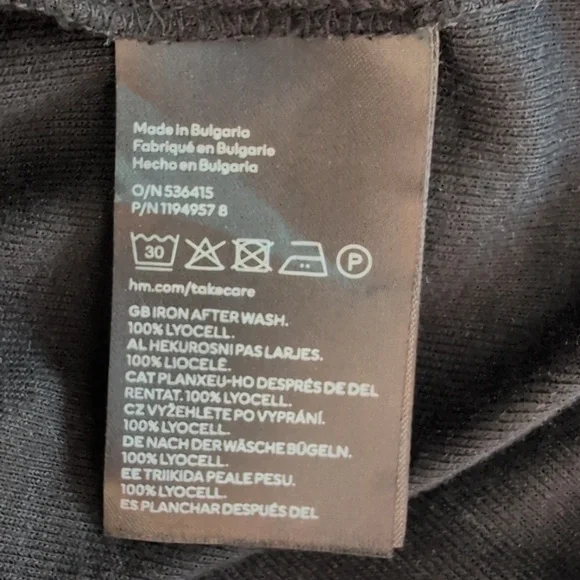 Made in Bulgaria
Fabriqué en Bulgarie
Hecho en Bulgaria
O/N 536415
P/N 1194957 8
30 P
hm.com/takecare
GB IRON AFTER WASH.
100% LYOCELL.
AL HEKUROSNI PAS LARJES.
100% LIOCELË.
CAT PLANXEU-HO DESPRÉS DE DEL
RENTAT. 100% LYOCELL.
CZ VYŽEHLETE PO VYPRÁNÍ.
100% LYOCELL.
DE NACH DER WÄSCHE BÜGELN.
100% LYOCELL.
EE TRIIKIDA PEALE PESU.
100% LYOCELL.
ES PLANCHAR DESPUÉS DEL